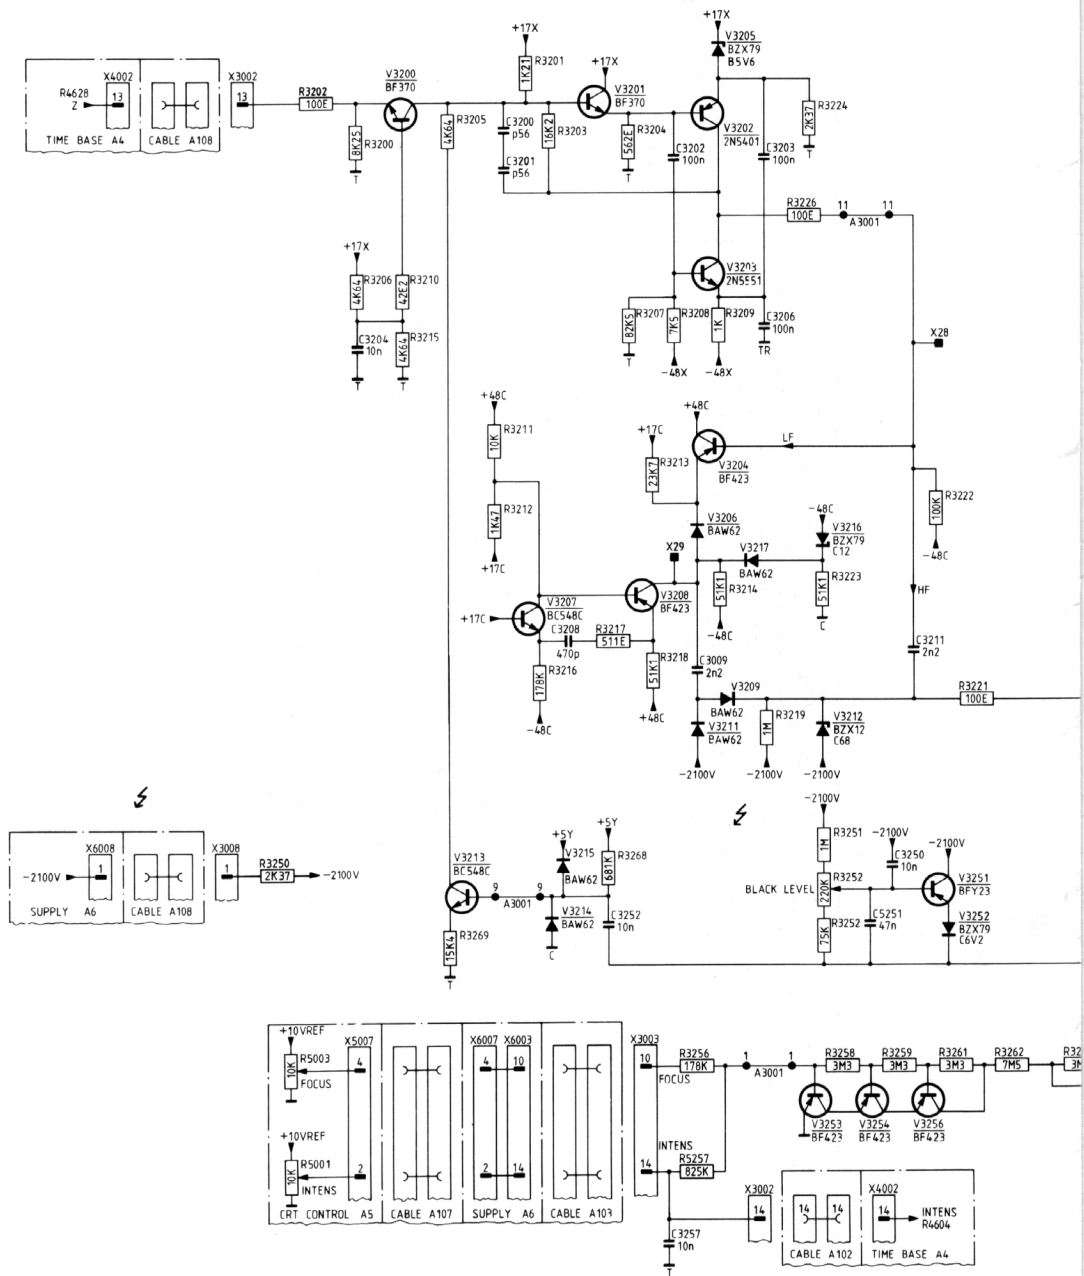 +17X
V3205
BZX79
B5V6
+17X
R3201
1K21
+17X
X4002
R4628
Z
13
TIME BASE A4
CABLE A108
X3002
13
R3202
100E
V3200
BF370
8K25
R3200
T
4K64
R3205
C3200
p56
C3201
p56
16K2
R3203
V3201
BF370
562E
R3204
T
C3202
100n
V3202
2N5401
C3203
100n
2K37
R3224
T
R3226
100E
11
11
A3001
+17X
4K64
R3206
42E2
R3210
C3204
10n
T
4K64
R3215
T
V3203
2N5551
82K5
R3207
T
7K5
R3208
-48X
1K
R3209
-48X
C3206
100n
TR
X28
+48C
10K
R3211
1K47
R3212
+17C
+48C
+17C
23K7
R3213
V3204
BF423
LF
100K
R3222
-48C
V3206
BAW62
X29
V3217
BAW62
-48C
V3216
BZX79
C12
51K1
R3214
-48C
51K1
R3223
C
HF
V3207
BC548C
+17C
C3208
470p
R3217
511E
V3208
BF423
178K
R3216
-48C
51K1
R3218
+48C
C3009
2n2
C3211
2n2
V3209
BAW62
V3211
BAW62
-2100V
1M
R3219
-2100V
V3212
BZX12
C68
-2100V
R3221
100E
X6008
-2100V
1
SUPPLY A6
CABLE A108
X3008
1
R3250
2K37
-2100V
V3213
BC548C
9
9
A3001
15K4
R3269
T
+5Y
V3215
BAW62
V3214
BAW62
C
+5Y
681K
R3268
C3252
10n
-2100V
1M
R3251
BLACK LEVEL
220K
R3252
75K
R3252
-2100V
C3250
10n
C5251
47n
-2100V
V3251
BFY23
V3252
BZX79
C6V2
+10VREF
10K
R5003
FOCUS
X5007
4
+10VREF
10K
R5001
INTENS
2
CRT CONTROL A5
CABLE A107
X6007
X6003
4
10
2
14
SUPPLY A6
CABLE A103
X3003
10
FOCUS
R3256
178K
1
1
A3001
R3258
3M3
R3259
3M3
R3261
3M3
R3262
7M5
V3253
BF423
V3254
BF423
V3256
BF423
INTENS
14
R5257
825K
C3257
10n
T
X3002
14
14
14
CABLE A102
X4002
14
INTENS
R4604
TIME BASE A4